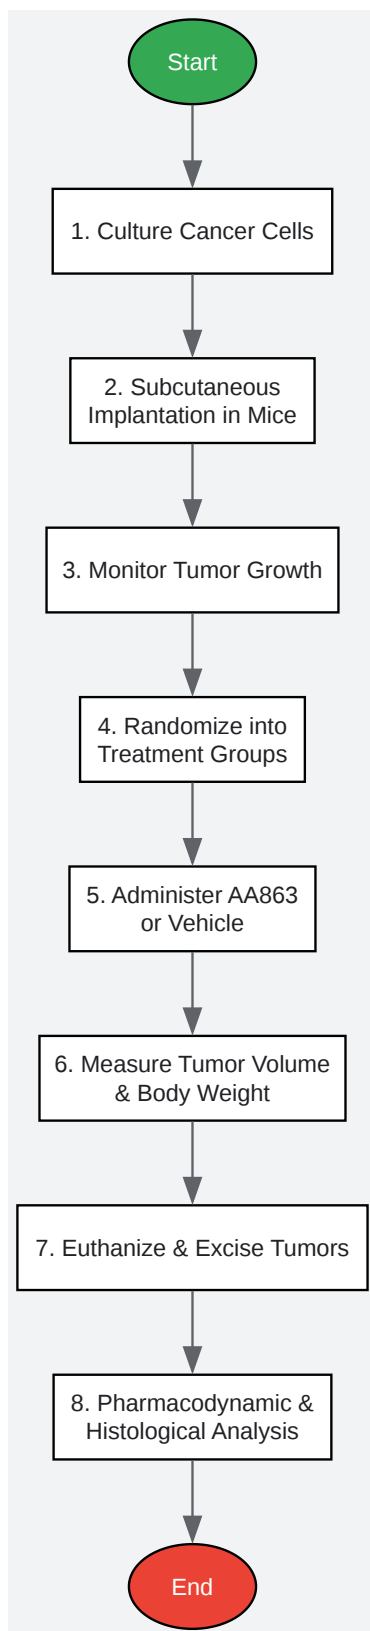 Start
1. Culture Cancer Cells
2. Subcutaneous
Implantation in Mice
3. Monitor Tumor Growth
4. Randomize into
Treatment Groups
5. Administer AA863
or Vehicle
6. Measure Tumor Volume
& Body Weight
7. Euthanize & Excise Tumors
8. Pharmacodynamic &
Histological Analysis
End